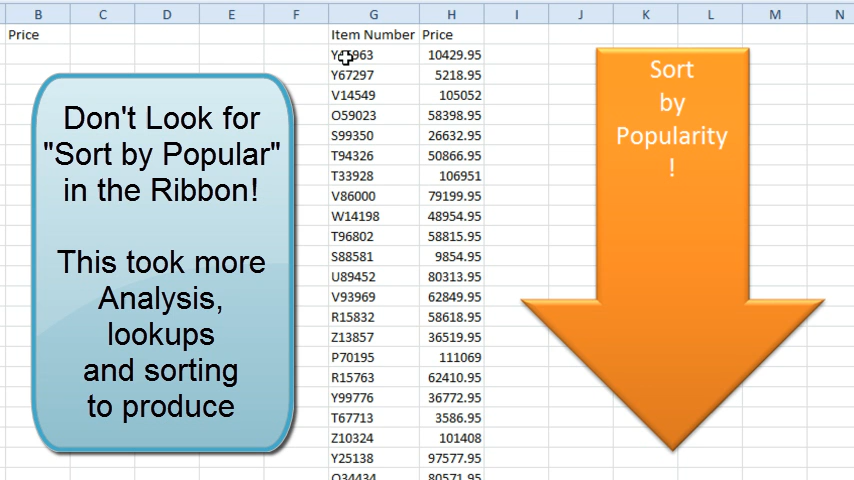 B C D E F G H I J K L M N
Price Item Number Price
10429.95
Y67297 5218.95
V14549 105052
O59023 58398.95
S99350 26632.95
T94326 50866.95
T33928 106951
V86000 79199.95
W14198 48954.95
T96802 58815.95
S88581 9854.95
U89452 80313.95
V93969 62849.95
R15832 58618.95
Z13857 36519.95
P70195 111069
R15763 62410.95
Y99776 36772.95
T67713 3586.95
Z10324 101408
Y25138 97577.95
O34434 80571.95
Don't Look for
"Sort by Popular"
in the Ribbon!
This took more
Analysis,
lookups
and sorting
to produce
Sort
by
Popularity
!